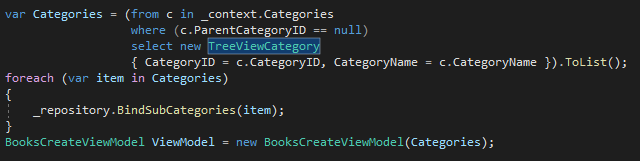 var Categories = (from c in _context.Categories
where (c.ParentCategoryID == null)
select new TreeViewCategory
{ CategoryID = c.CategoryID, CategoryName = c.CategoryName }).ToList();
foreach (var item in Categories)
{
_repository.BindSubCategories(item);
}
BooksCreateViewModel ViewModel = new BooksCreateViewModel(Categories);